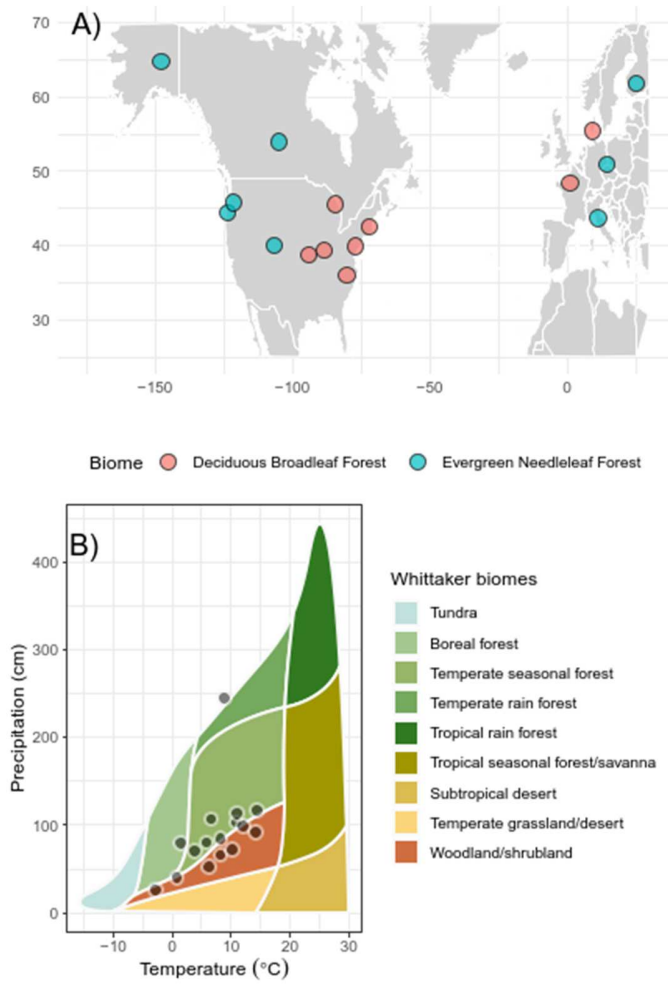 A)
70
60
50
40
30
−150
−100
−50
0
Biome
Deciduous Broadleaf Forest
Evergreen Needleleaf Forest
B)
400
300
200
100
0
Precipitation (cm)
−10
0
10
20
30
Temperature (°C)
Whittaker biomes
Tundra
Boreal forest
Temperate seasonal forest
Temperate rain forest
Tropical rain forest
Tropical seasonal forest/savanna
Subtropical desert
Temperate grassland/desert
Woodland/shrubland